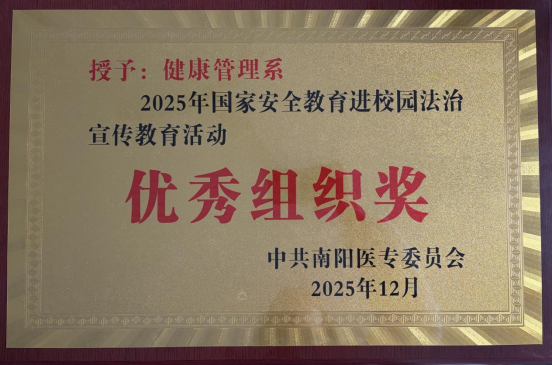 授予：健康管理系
2025年国家安全教育进校园法治
宣传教育活动
优秀组织奖
中共南阳医专委员会
2025年12月